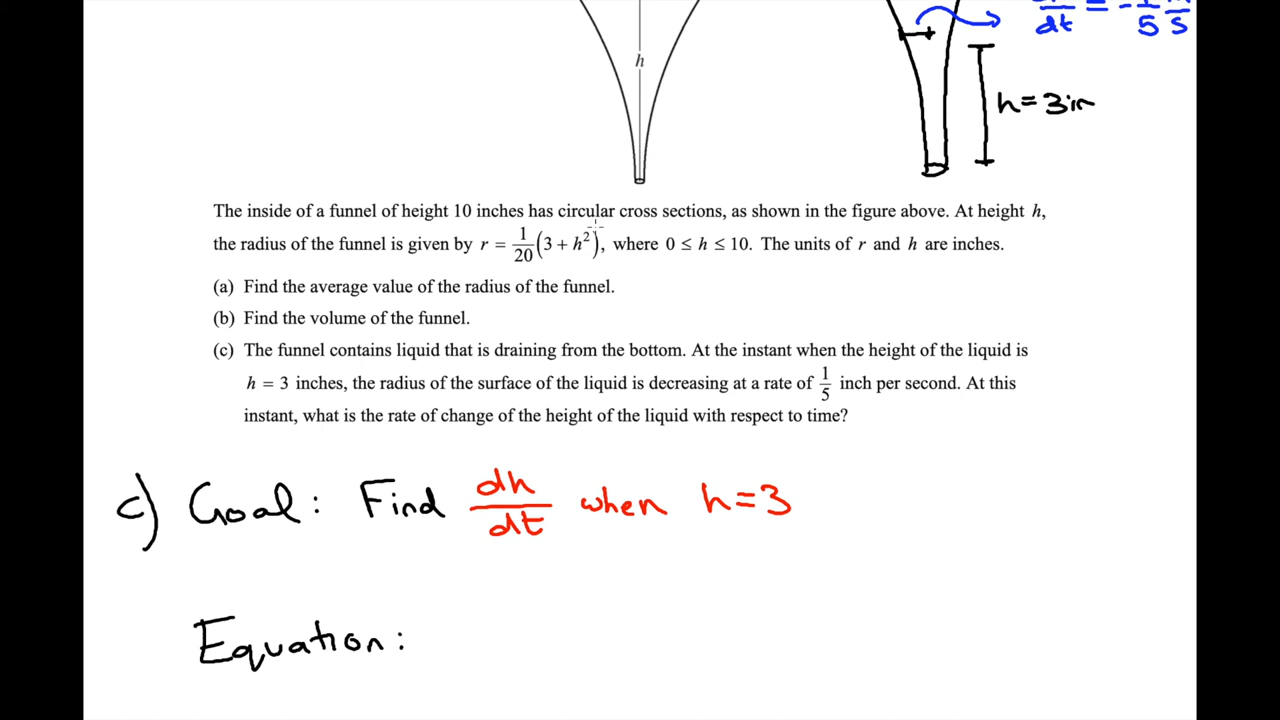 dt = - 5 s
h
h = 3in
The inside of a funnel of height 10 inches has circular cross sections, as shown in the figure above. At height h,
the radius of the funnel is given by r = 1/20 (3 + h²), where 0 ≤ h ≤ 10. The units of r and h are inches.
(a) Find the average value of the radius of the funnel.
(b) Find the volume of the funnel.
(c) The funnel contains liquid that is draining from the bottom. At the instant when the height of the liquid is
h = 3 inches, the radius of the surface of the liquid is decreasing at a rate of 1/5 inch per second. At this
instant, what is the rate of change of the height of the liquid with respect to time?
c) Goal: Find dh/dt when h=3
Equation: